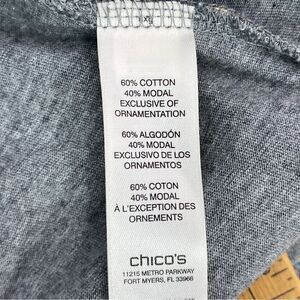 60% COTTON
40% MODAL
EXCLUSIVE OF
ORNAMENTATION
60% ALGODÓN
40% MODAL
EXCLUSIVO DE LOS
ORNAMENTOS
60% COTON
40% MODAL
À L'EXCEPTION DES
ORNEMENTS
chico's
11215 METRO PARKWAY
FORT MYERS, FL 33966